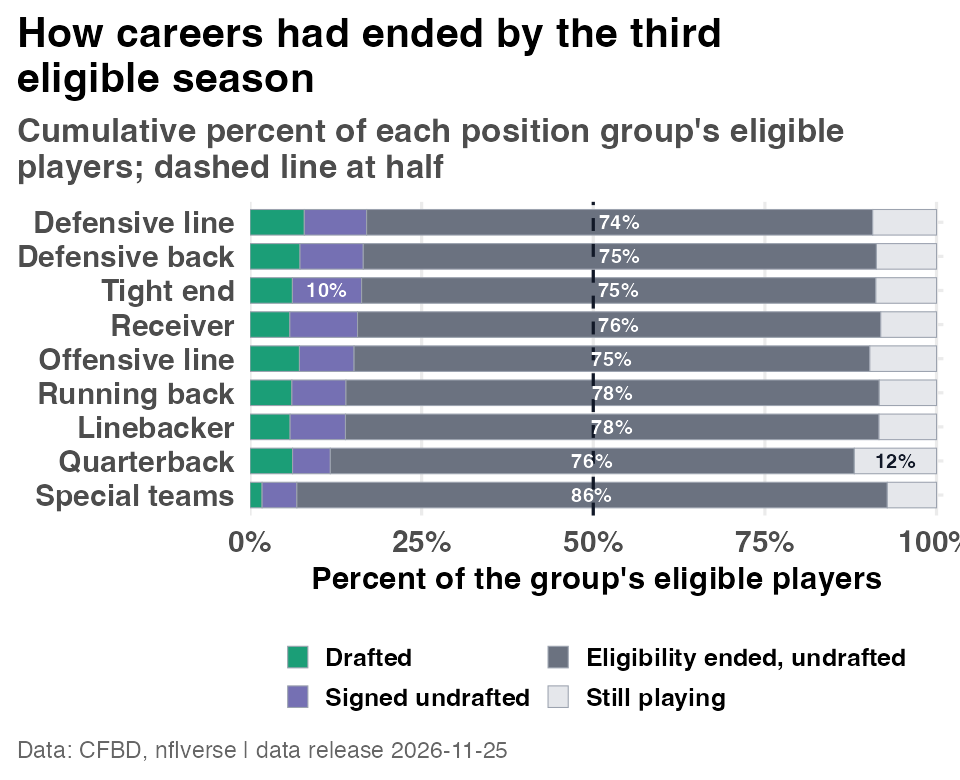 How careers had ended by the third
eligible season
Cumulative percent of each position group's eligible
players; dashed line at half
Defensive line 74%
Defensive back 75%
Tight end 10% 75%
Receiver 76%
Offensive line 75%
Running back 78%
Linebacker 78%
Quarterback 76% 12%
Special teams 86%
0% 25% 50% 75% 100%
Percent of the group's eligible players
Drafted Eligibility ended, undrafted
Signed undrafted Still playing
Data: CFBD, nflverse | data release 2026-11-25